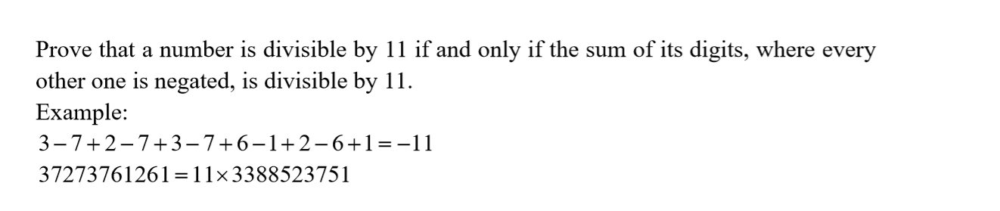 Prove that a number is divisible by 11 if and only if the sum of its digits, where every
other one is negated, is divisible by 11.
Example:
3−7+2−7+3−7+6−1+2−6+1=−11
37273761261=11×3388523751